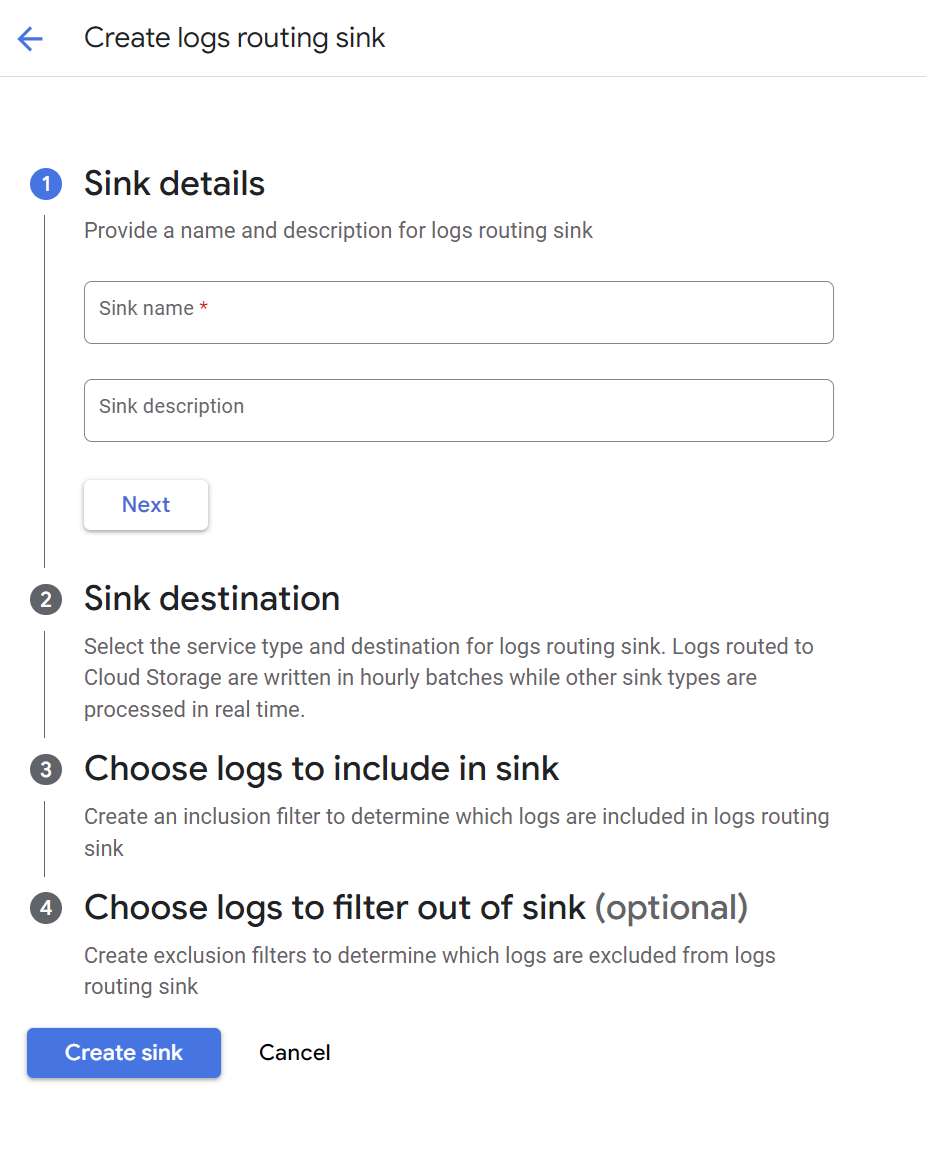 Create logs routing sink
1 Sink details
Provide a name and description for logs routing sink
Sink name *
Sink description
Next
2 Sink destination
Select the service type and destination for logs routing sink. Logs routed to
Cloud Storage are written in hourly batches while other sink types are
processed in real time.
3 Choose logs to include in sink
Create an inclusion filter to determine which logs are included in logs routing
sink
4 Choose logs to filter out of sink (optional)
Create exclusion filters to determine which logs are excluded from logs
routing sink
Create sink Cancel